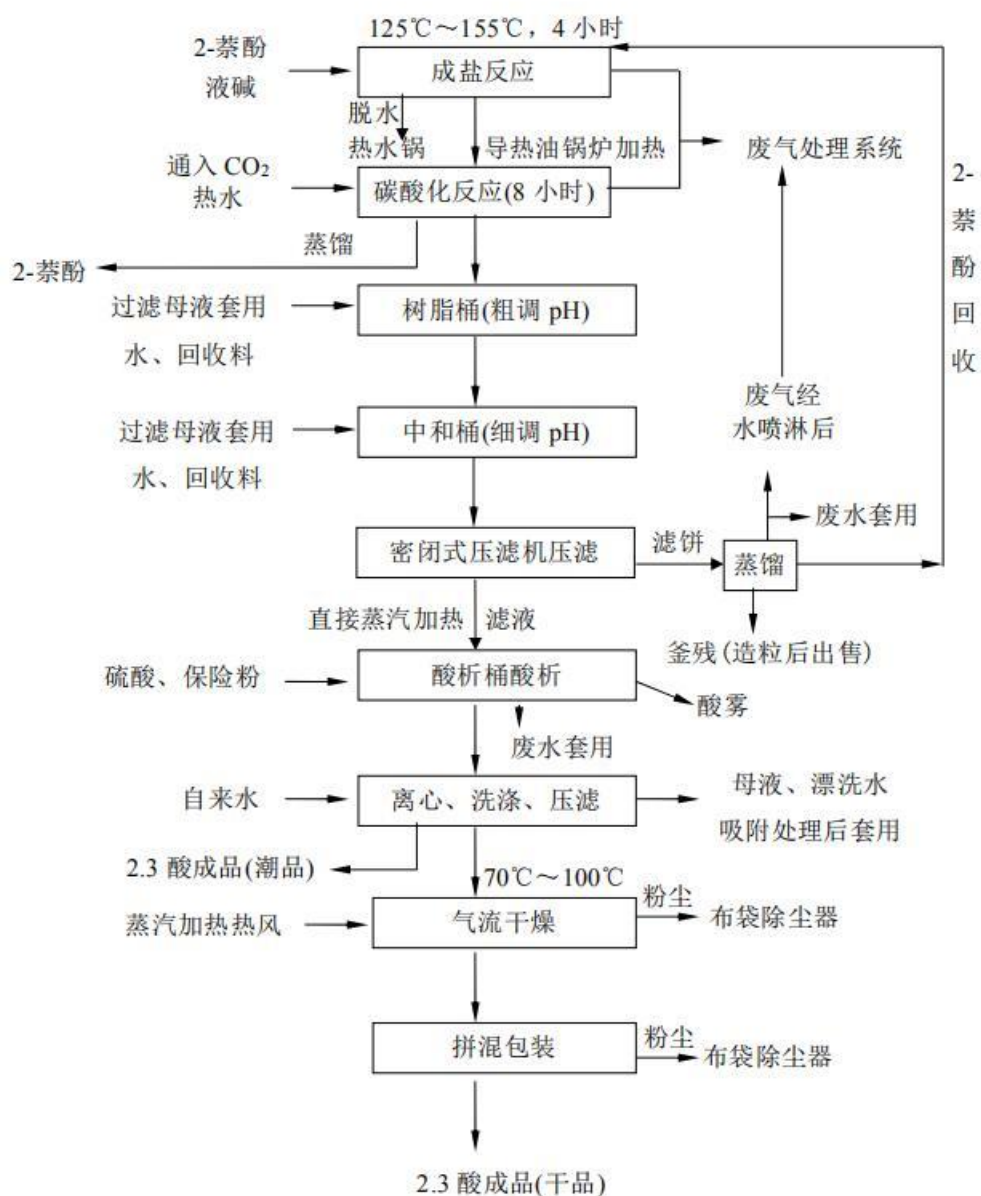 125℃～155℃，4 小时
2-萘酚
液碱
成盐反应
脱水
热水锅
导热油锅炉加热
废气处理系统
通入 CO₂
热水
碳酸化反应(8 小时)
蒸馏
2-萘酚
2-萘酚回收
过滤母液套用
水、回收料
树脂桶(粗调 pH)
废气经
水喷淋后
过滤母液套用
水、回收料
中和桶(细调 pH)
废水套用
密闭式压滤机压滤
滤饼
蒸馏
直接蒸汽加热
滤液
釜残(造粒后出售)
硫酸、保险粉
酸析桶酸析
酸雾
废水套用
自来水
离心、洗涤、压滤
母液、漂洗水
吸附处理后套用
2.3 酸成品(潮品)
70℃～100℃
蒸汽加热热风
气流干燥
粉尘
布袋除尘器
拼混包装
粉尘
布袋除尘器
2.3 酸成品(干品)